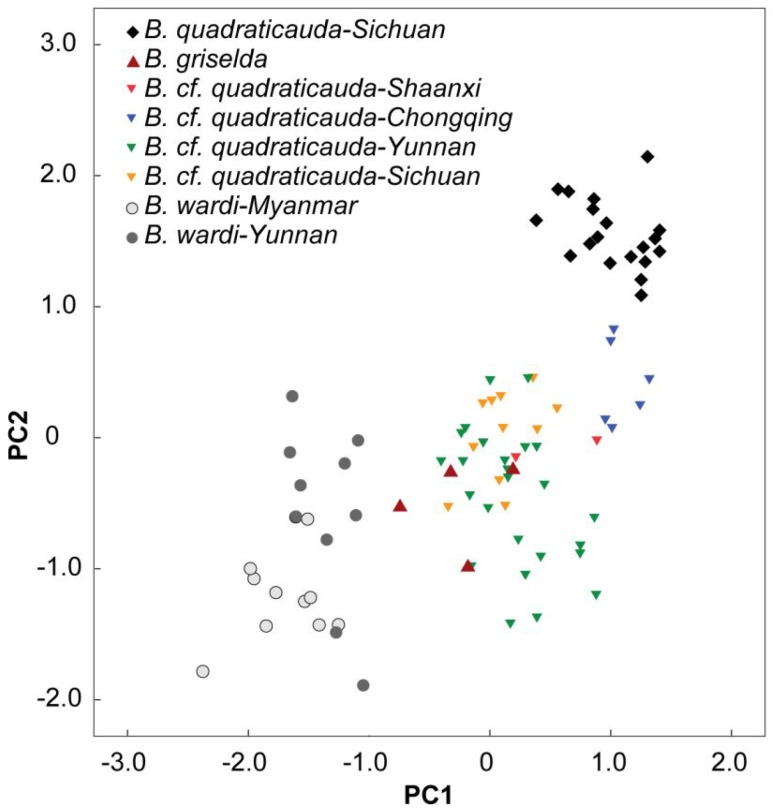 3.0
2.0
1.0
0
-1.0
-2.0
PC2
B. quadraticauda-Sichuan
B. griselda
B. cf. quadraticauda-Shaanxi
B. cf. quadraticauda-Chongqing
B. cf. quadraticauda-Yunnan
B. cf. quadraticauda-Sichuan
B. wardi-Myanmar
B. wardi-Yunnan
-3.0 -2.0 -1.0 0 1.0 2.0
PC1